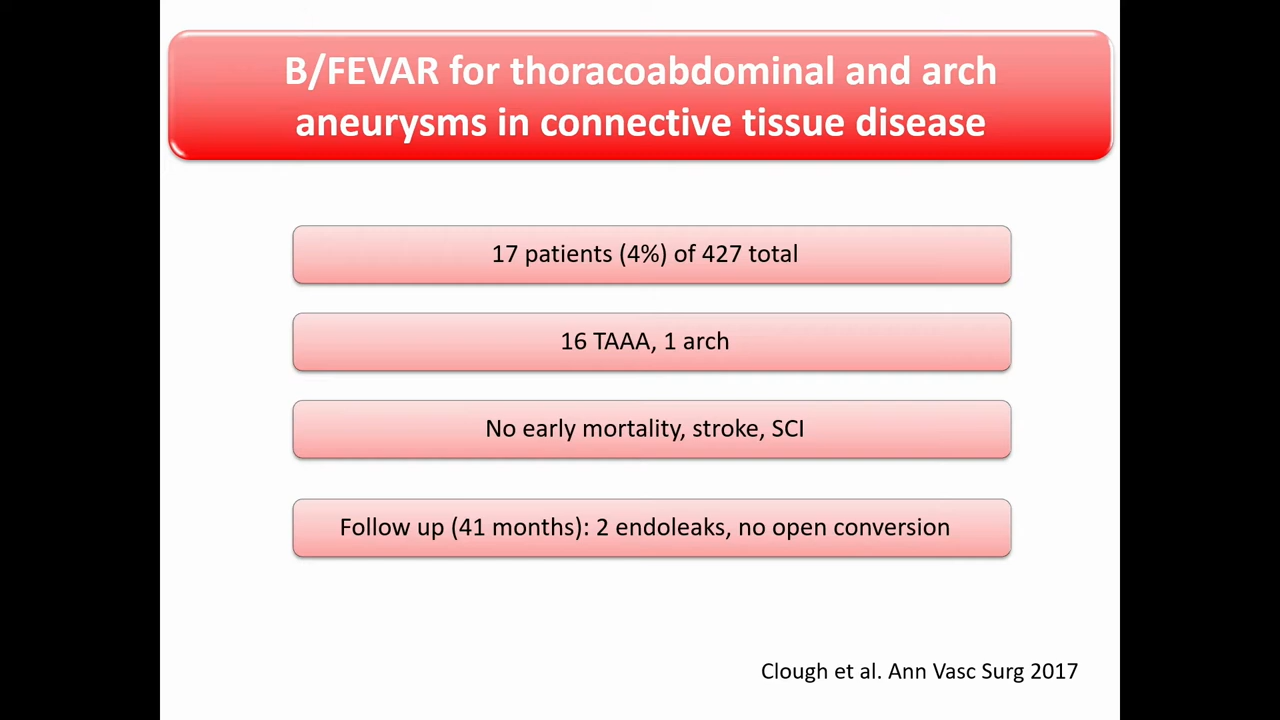 B/FEVAR for thoracoabdominal and arch
aneurysms in connective tissue disease
17 patients (4%) of 427 total
16 TAAA, 1 arch
No early mortality, stroke, SCI
Follow up (41 months): 2 endoleaks, no open conversion
Clough et al. Ann Vasc Surg 2017